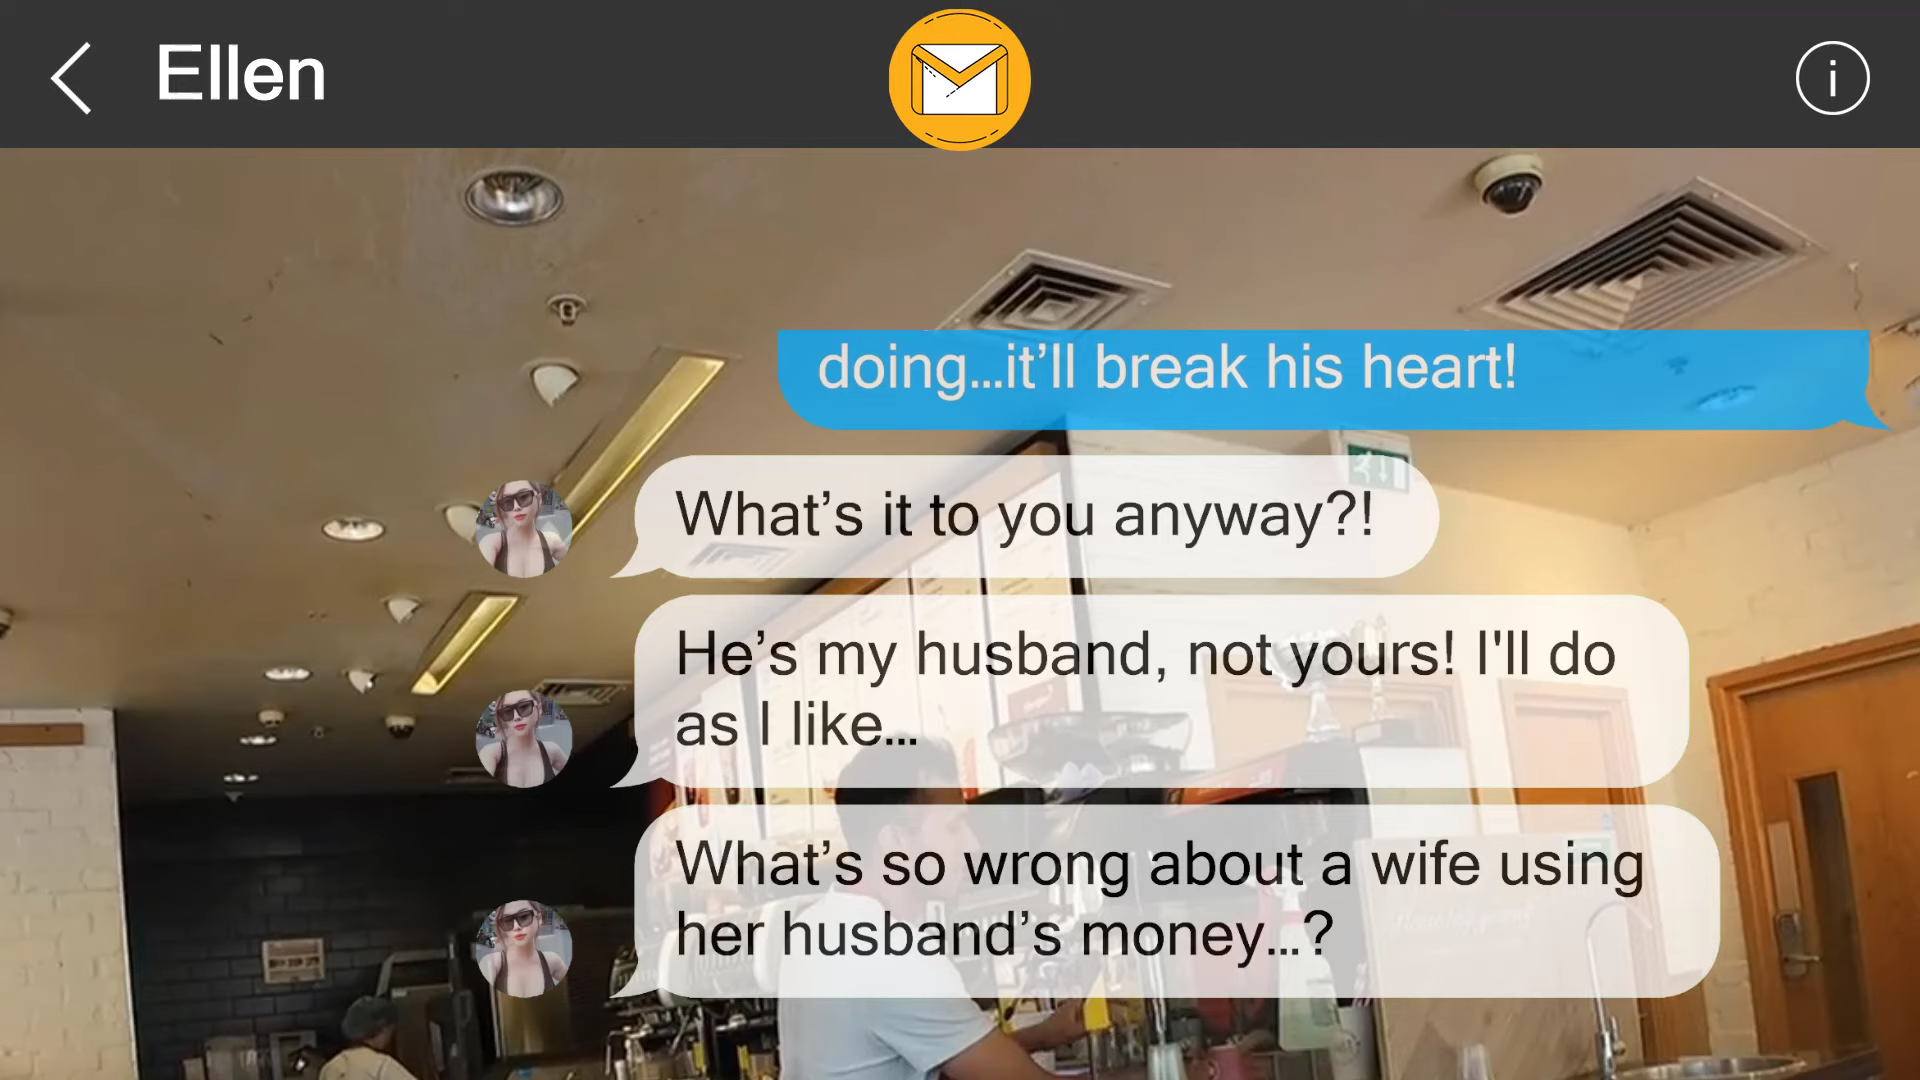 Ellen
i
doing...it’ll break his heart!
What’s it to you anyway?!
He’s my husband, not yours! I'll do
as I like...
What’s so wrong about a wife using
her husband’s money...?